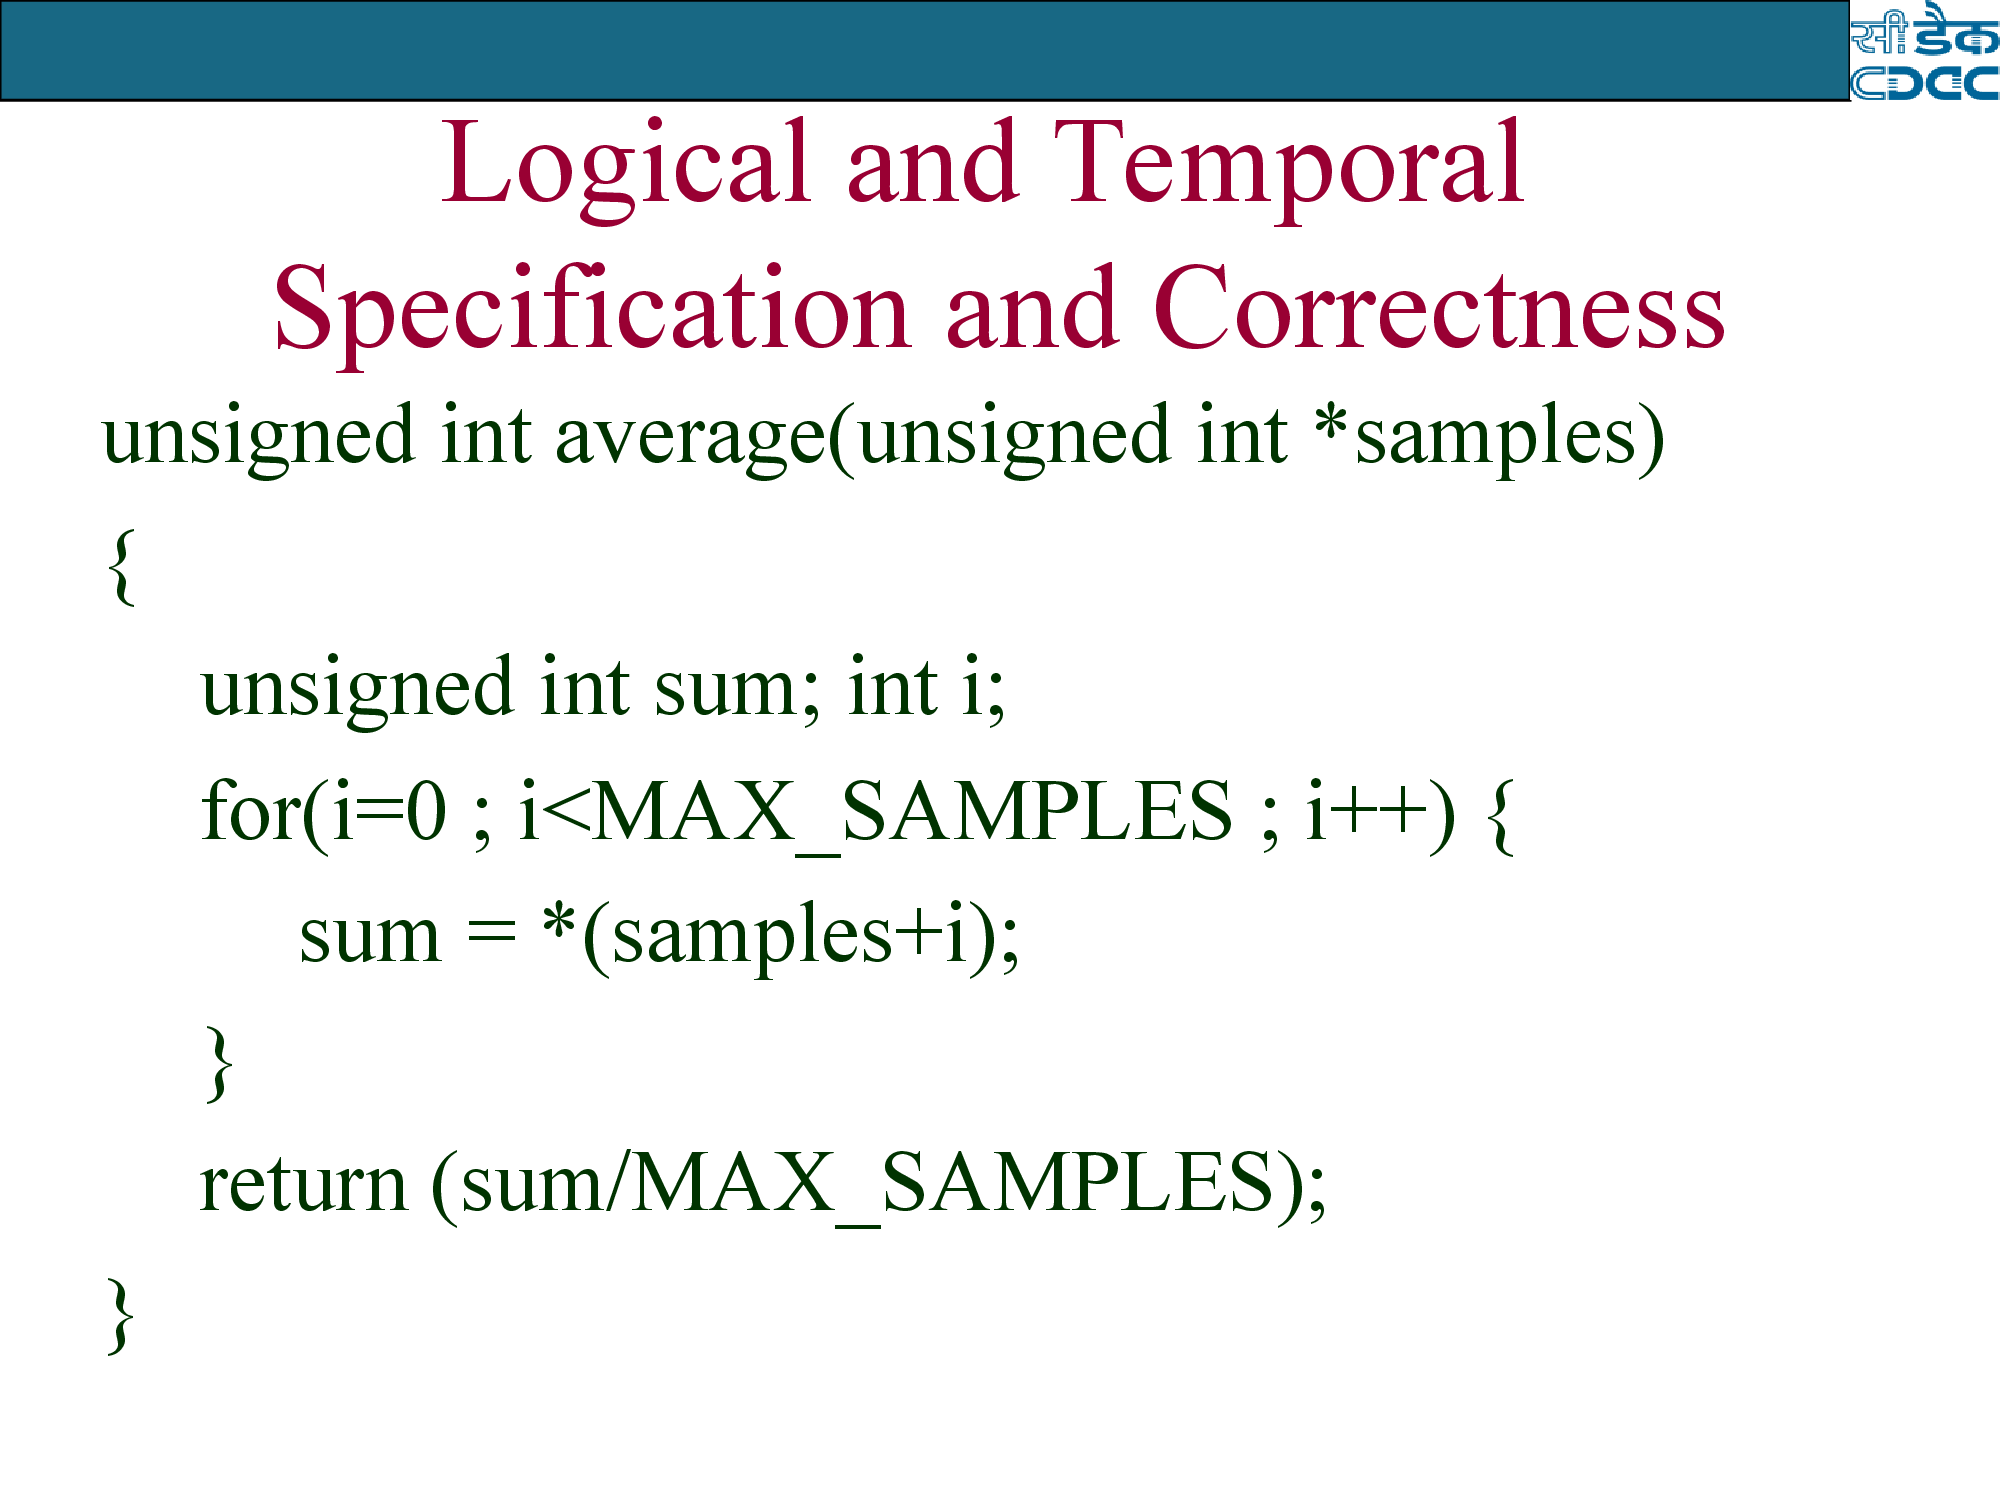 सी डैक
CDAC
Logical and Temporal
Specification and Correctness
unsigned int average(unsigned int *samples)
{
unsigned int sum; int i;
for(i=0 ; i<MAX_SAMPLES ; i++) {
sum = *(samples+i);
}
return (sum/MAX_SAMPLES);
}